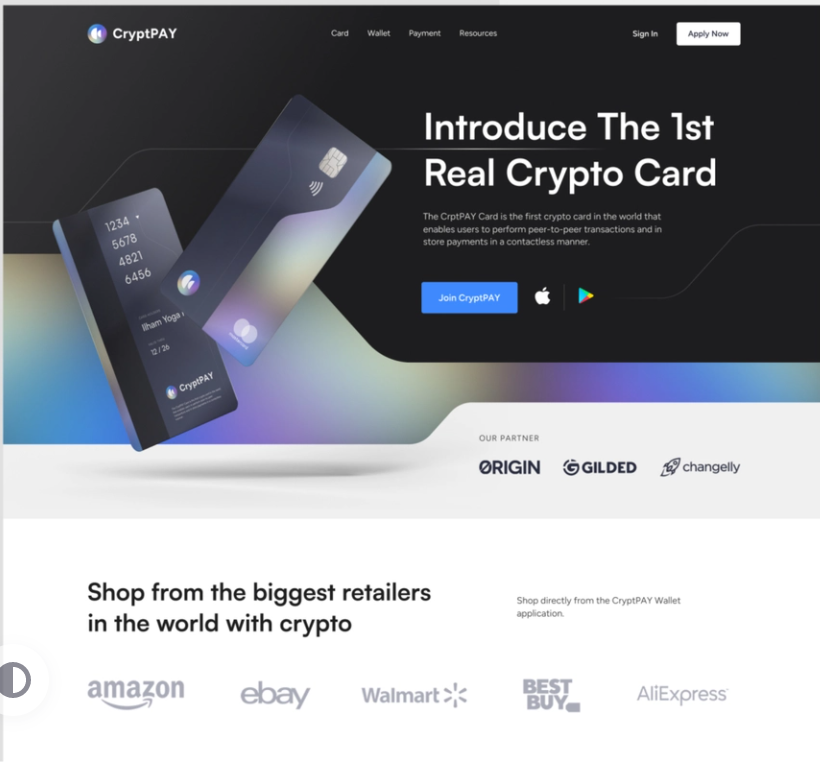 CryptPAY
Card Wallet Payment Resources
Sign In
Apply Now
Introduce The 1st
Real Crypto Card
The CrptPAY Card is the first crypto card in the world that
enables users to perform peer-to-peer transactions and in
store payments in a contactless manner.
Join CryptPAY
1234
5678
4821
6456
Ilham Yoga
12 / 26
CryptPAY
OUR PARTNER
ORIGIN
GILDED
changelly
Shop from the biggest retailers
in the world with crypto
Shop directly from the CryptPAY Wallet
application.
amazon
ebay
Walmart
BEST
BUY
AliExpress